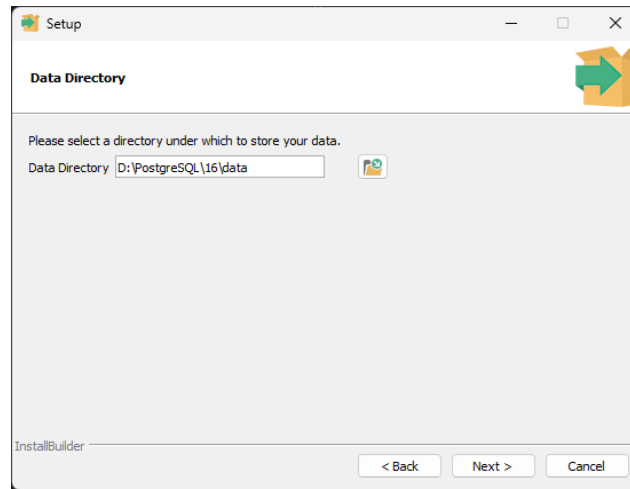 Setup
Data Directory
Please select a directory under which to store your data.
Data Directory D:\PostgreSQL\16\data
InstallBuilder
< Back Next > Cancel